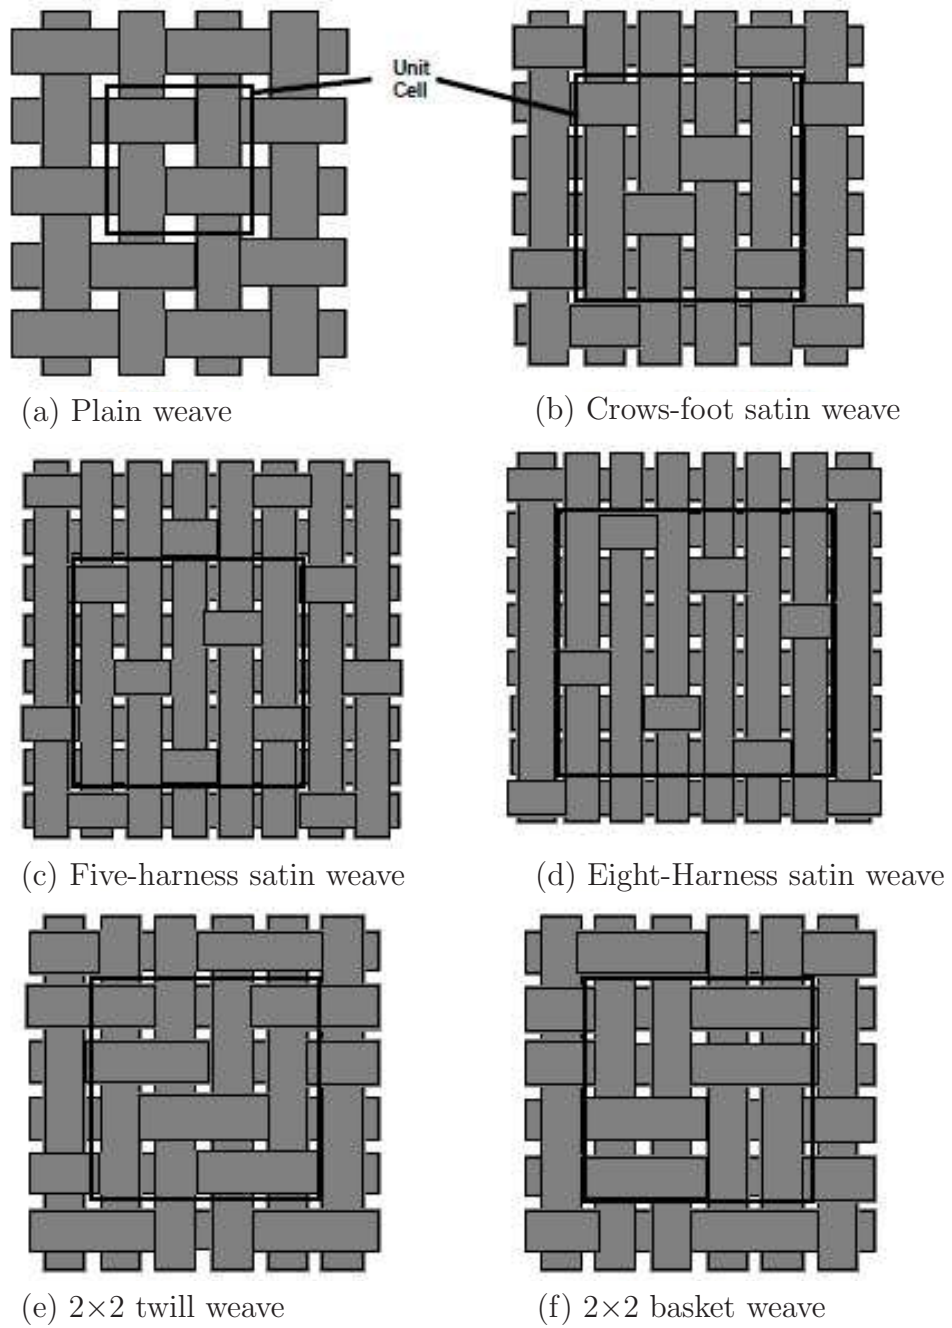 Unit
Cell
(a) Plain weave
(b) Crows-foot satin weave
(c) Five-harness satin weave
(d) Eight-Harness satin weave
(e) 2×2 twill weave
(f) 2×2 basket weave